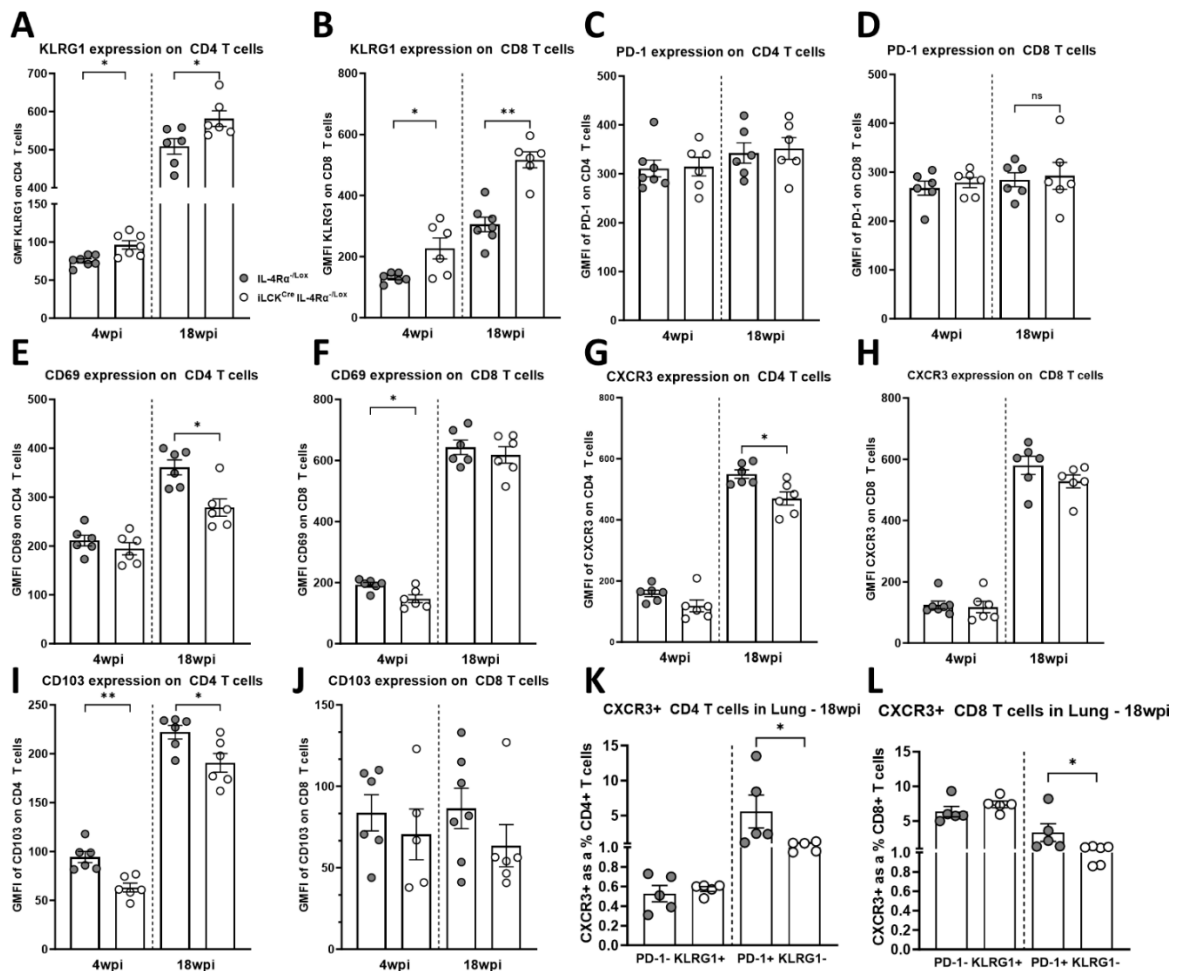 A
KLRG1 expression on CD4 T cells
GMFI KLRG1 on CD4 T cells
700
600
500
400
150
100
50
0
*
*
4wpi
18wpi
IL-4Rα-/Lox
iLCKCre IL-4Rα-/Lox
B
KLRG1 expression on CD8 T cells
GMFI KLRG1 on CD8 T cells
800
600
400
200
0
*
**
4wpi
18wpi
C
PD-1 expression on CD4 T cells
GMFI of PD-1 on CD4 T cells
500
400
300
200
100
0
4wpi
18wpi
D
PD-1 expression on CD8 T cells
GMFI of PD-1 on CD8 T cells
500
400
300
200
100
0
ns
4wpi
18wpi
E
CD69 expression on CD4 T cells
GMFI CD69 on CD4 T cells
500
400
300
200
100
0
*
4wpi
18wpi
F
CD69 expression on CD8 T cells
GMFI CD69 on CD8 T cells
800
600
400
200
0
*
4wpi
18wpi
G
CXCR3 expression on CD4 T cells
GMFI of CXCR3 on CD4 T cells
800
600
400
200
0
*
4wpi
18wpi
H
CXCR3 expression on CD8 T cells
GMFI CXCR3 on CD8 T cells
800
600
400
200
0
4wpi
18wpi
I
CD103 expression on CD4 T cells
GMFI of CD103 on CD4 T cells
250
200
150
100
50
0
**
*
4wpi
18wpi
J
CD103 expression on CD8 T cells
GMFI of CD103 on CD8 T cells
150
100
50
0
4wpi
18wpi
K
CXCR3+ CD4 T cells in Lung - 18wpi
CXCR3+ as a % CD4+ T cells
15
10
5
1
0.6
0.4
0.2
0.0
*
PD-1- KLRG1+
PD-1+ KLRG1-
L
CXCR3+ CD8 T cells in Lung - 18wpi
CXCR3+ as a % CD8+ T cells
15
10
5
1
0.6
0.4
0.2
0.0
*
PD-1- KLRG1+
PD-1+ KLRG1-